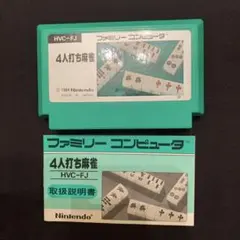 HVC-FJ
ファミリー コンピュータ
4人打ち麻雀
© 1984 Nintendo
ファミリー コンピュータ
4人打ち麻雀
HVC-FJ
取扱説明書
Nintendo